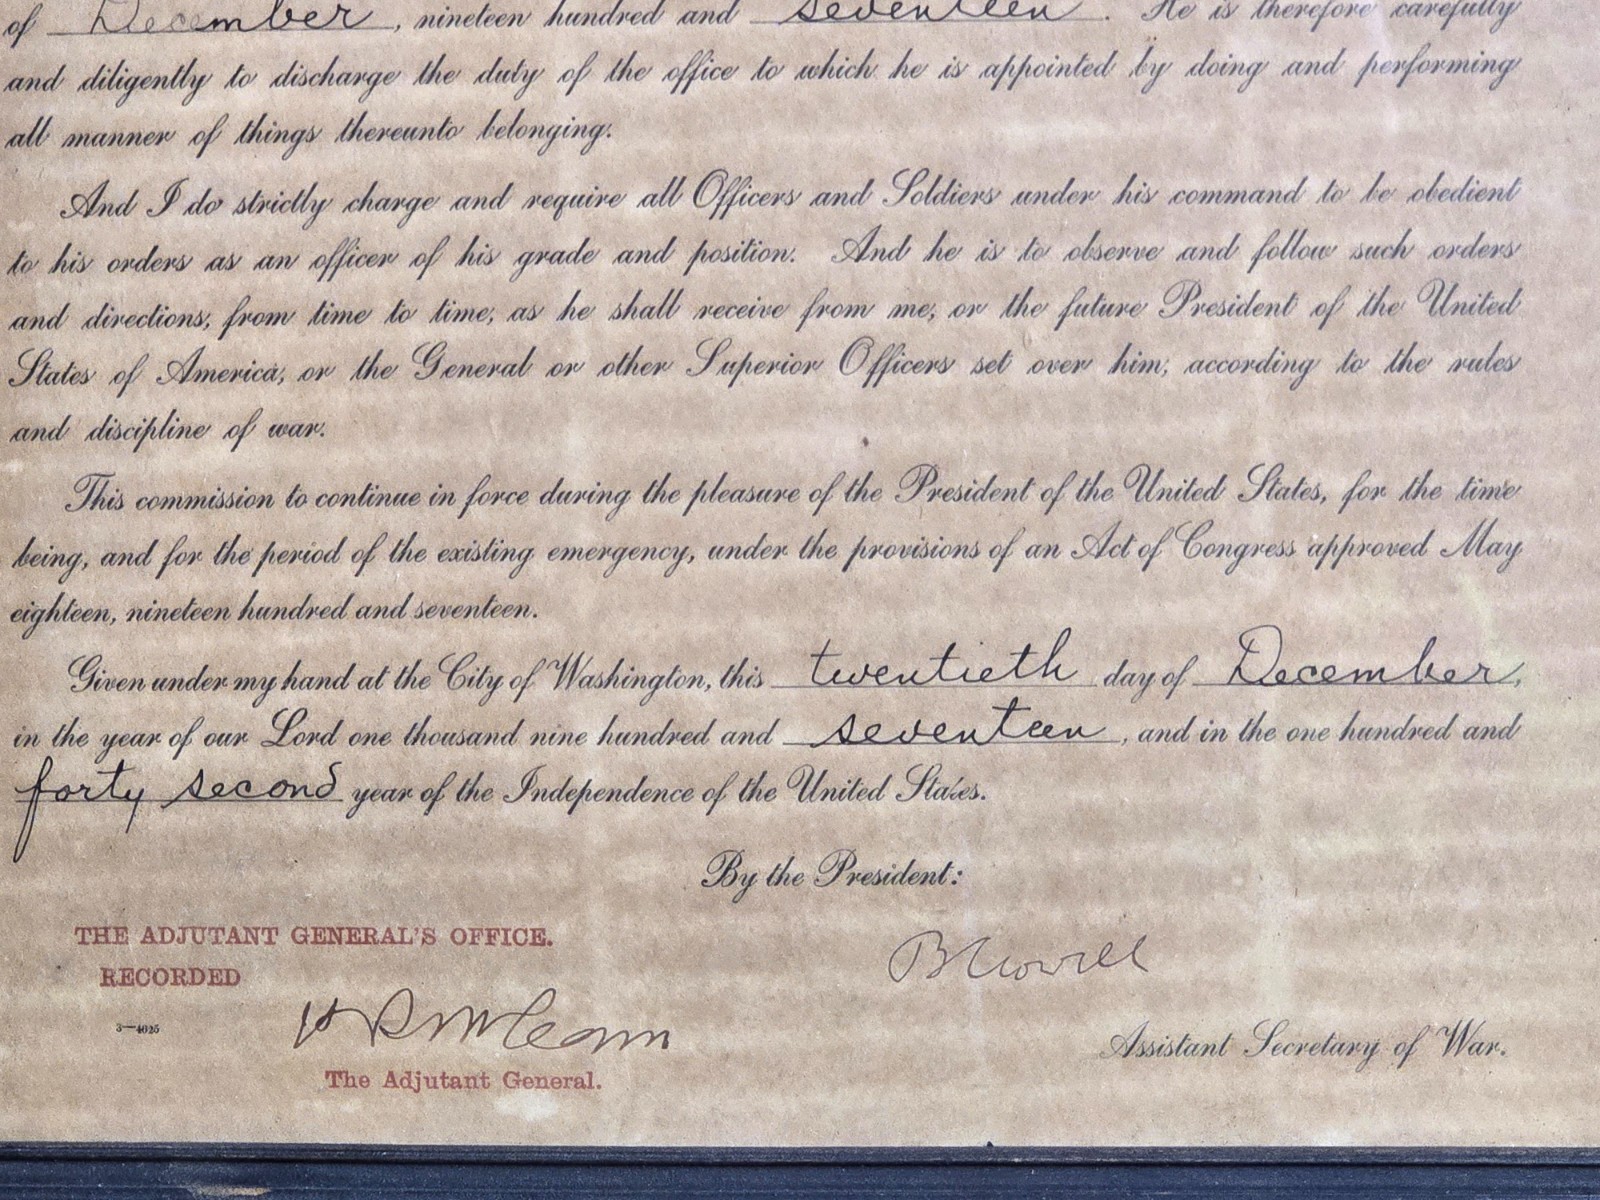 of December, nineteen hundred and seventeen. He is therefore carefully
and diligently to discharge the duty of the office to which he is appointed by doing and performing
all manner of things thereunto belonging.
And I do strictly charge and require all Officers and Soldiers under his command to be obedient
to his orders as an officer of his grade and position. And he is to observe and follow such orders
and directions, from time to time, as he shall receive from me, or the future President of the United
States of America, or the General or other Superior Officers set over him, according to the rules
and discipline of war.
This commission to continue in force during the pleasure of the President of the United States, for the time
being, and for the period of the existing emergency, under the provisions of an Act of Congress approved May
eighteen, nineteen hundred and seventeen.
Given under my hand at the City of Washington, this twentieth day of December,
in the year of our Lord one thousand nine hundred and seventeen, and in the one hundred and
forty second year of the Independence of the United States.
By the President:
THE ADJUTANT GENERAL'S OFFICE.
RECORDED
3—4025
The Adjutant General.
Assistant Secretary of War.